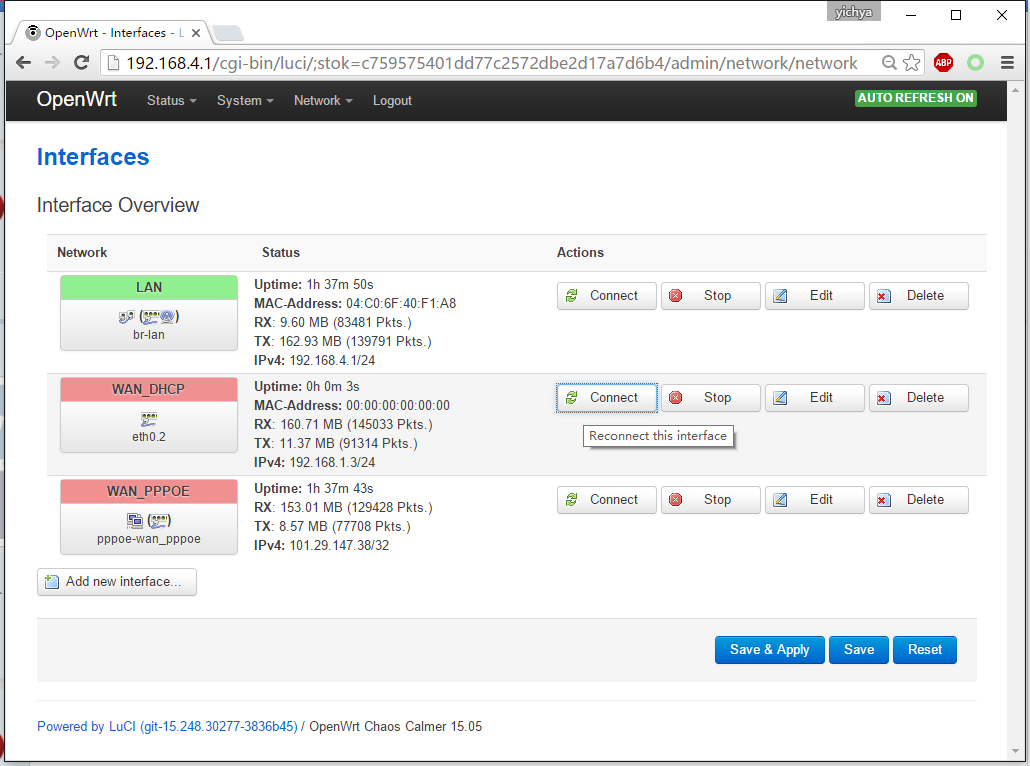 yichya
OpenWrt - Interfaces - L
192.168.4.1/cgi-bin/luci/;stok=c759575401dd77c2572dbe2d17a7d6b4/admin/network/network
ABP
OpenWrt Status System Network Logout AUTO REFRESH ON
Interfaces
Interface Overview
Network Status Actions
LAN
br-lan
Uptime: 1h 37m 50s
MAC-Address: 04:C0:6F:40:F1:A8
RX: 9.60 MB (83481 Pkts.)
TX: 162.93 MB (139791 Pkts.)
IPv4: 192.168.4.1/24
Connect Stop Edit Delete
WAN_DHCP
eth0.2
Uptime: 0h 0m 3s
MAC-Address: 00:00:00:00:00:00
RX: 160.71 MB (145033 Pkts.)
TX: 11.37 MB (91314 Pkts.)
IPv4: 192.168.1.3/24
Connect Stop Edit Delete
Reconnect this interface
WAN_PPPOE
pppoe-wan_pppoe
Uptime: 1h 37m 43s
RX: 153.01 MB (129428 Pkts.)
TX: 8.57 MB (77708 Pkts.)
IPv4: 101.29.147.38/32
Connect Stop Edit Delete
Add new interface...
Save & Apply Save Reset
Powered by LuCI (git-15.248.30277-3836b45) / OpenWrt Chaos Calmer 15.05